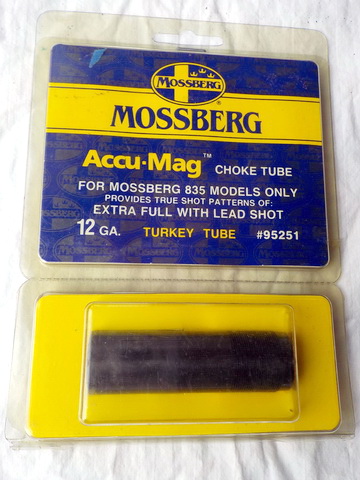 MOSSBERG
®
MOSSBERG
Accu·Mag™ CHOKE TUBE
FOR MOSSBERG 835 MODELS ONLY
PROVIDES TRUE SHOT PATTERNS OF:
EXTRA FULL WITH LEAD SHOT
12 GA. TURKEY TUBE #95251